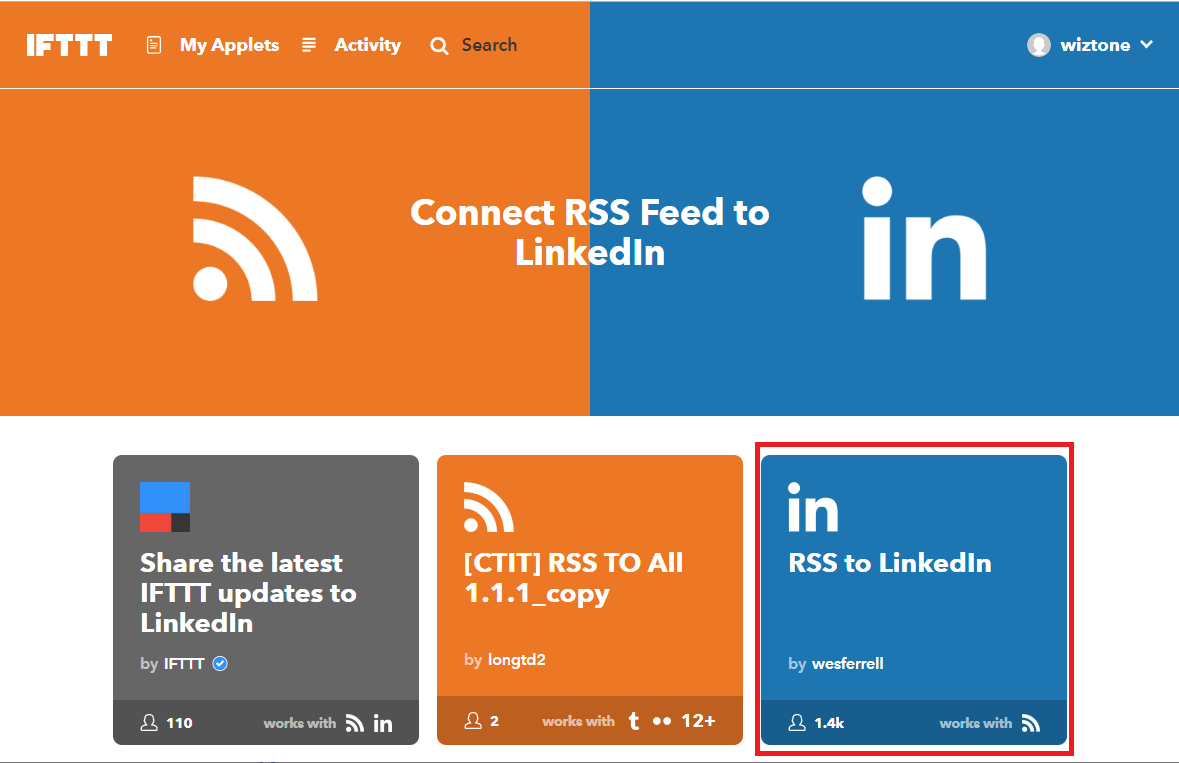 IFTTT My Applets Activity Search wiztone
Connect RSS Feed to
LinkedIn
in
Share the latest
IFTTT updates to
LinkedIn
by IFTTT
110 works with in
[CTIT] RSS TO All
1.1.1_copy
by longtd2
2 works with t 12+
in
RSS to LinkedIn
by wesferrell
1.4k works with